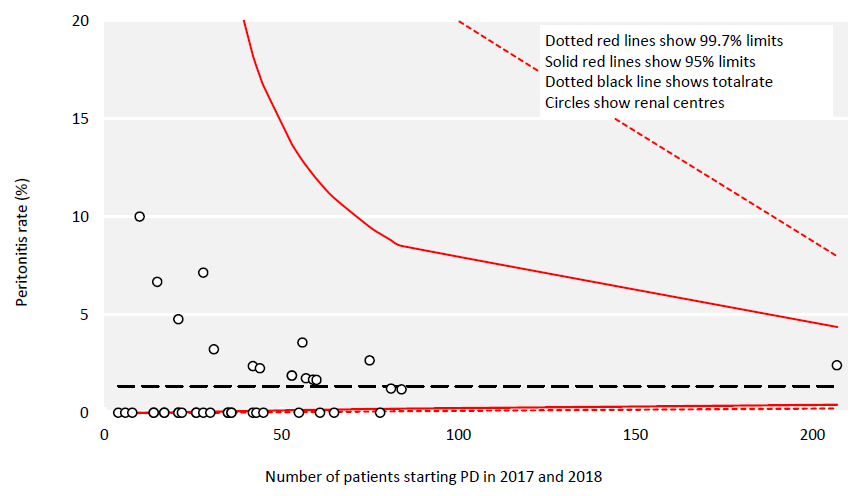 20
15
10
5
0
0
50
100
150
200
Peritonitis rate (%)
Number of patients starting PD in 2017 and 2018
Dotted red lines show 99.7% limits
Solid red lines show 95% limits
Dotted black line shows totalrate
Circles show renal centres